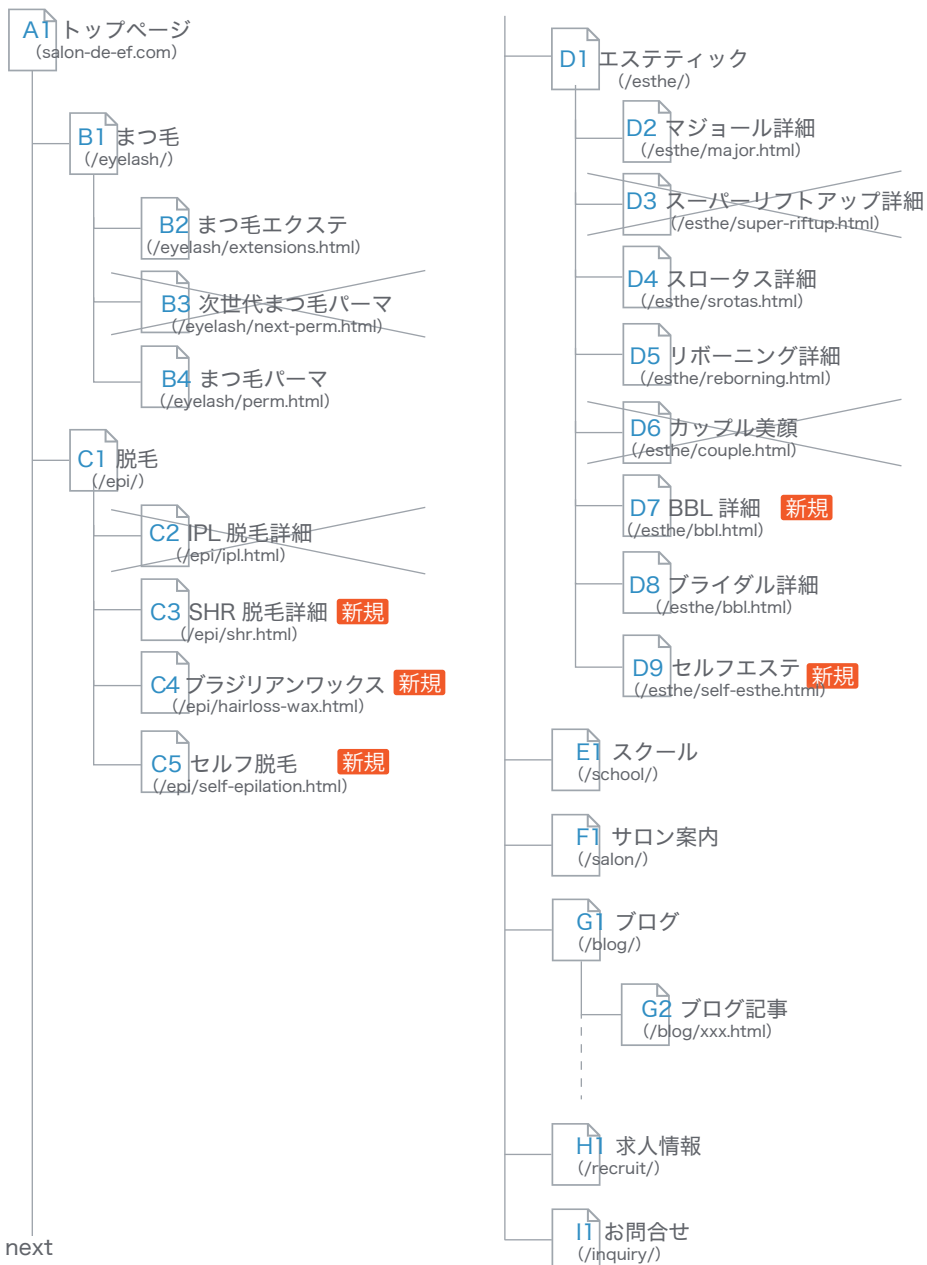 A1 トップページ
（salon-de-ef.com）
B1 まつ毛
（/eyelash/）
B2 まつ毛エクステ
（/eyelash/extensions.html）
B3 次世代まつ毛パーマ
（/eyelash/next-perm.html）
B4 まつ毛パーマ
（/eyelash/perm.html）
C1 脱毛
（/epi/）
C2 IPL 脱毛詳細
（/epi/ipl.html）
C3 SHR 脱毛詳細 新規
（/epi/shr.html）
C4 ブラジリアンワックス 新規
（/epi/hairloss-wax.html）
C5 セルフ脱毛 新規
（/epi/self-epilation.html）
next
D1 エステティック
（/esthe/）
D2 マジョール詳細
（/esthe/major.html）
D3 スーパーリフトアップ詳細
（/esthe/super-riftup.html）
D4 スロータス詳細
（/esthe/srotas.html）
D5 リボーニング詳細
（/esthe/reborning.html）
D6 カップル美顔
（/esthe/couple.html）
D7 BBL 詳細 新規
（/esthe/bbl.html）
D8 ブライダル詳細
（/esthe/bbl.html）
D9 セルフエステ 新規
（/esthe/self-esthe.html）
E1 スクール
（/school/）
F1 サロン案内
（/salon/）
G1 ブログ
（/blog/）
G2 ブログ記事
（/blog/xxx.html）
H1 求人情報
（/recruit/）
I1 お問合せ
（/inquiry/）